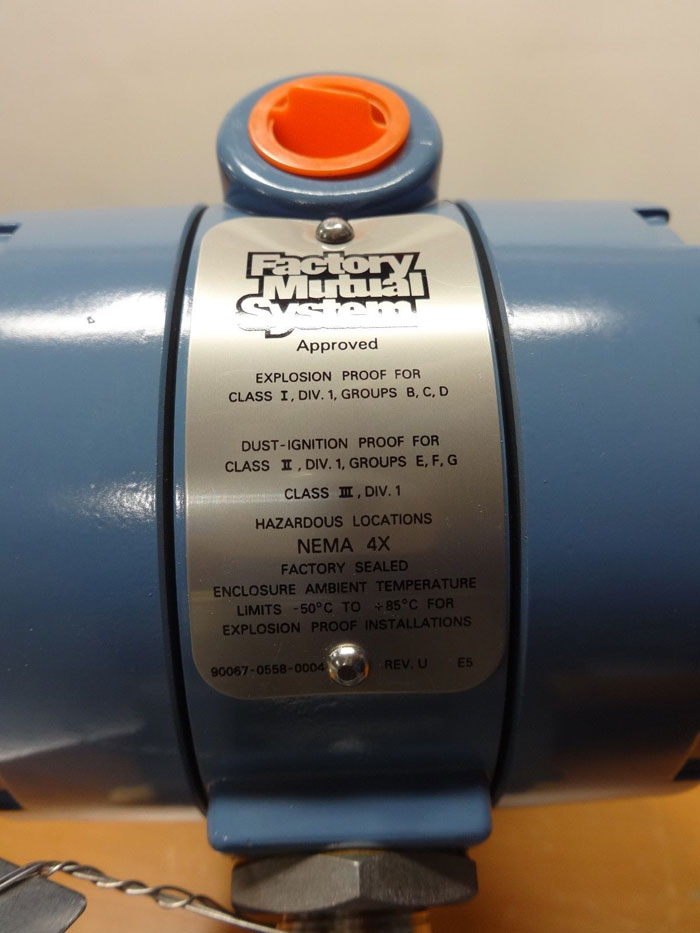 Factory
Mutual
System
Approved
EXPLOSION PROOF FOR
CLASS I, DIV. 1, GROUPS B, C, D
DUST-IGNITION PROOF FOR
CLASS II, DIV. 1, GROUPS E, F, G
CLASS III, DIV. 1
HAZARDOUS LOCATIONS
NEMA 4X
FACTORY SEALED
ENCLOSURE AMBIENT TEMPERATURE
LIMITS -50°C TO +85°C FOR
EXPLOSION PROOF INSTALLATIONS
90067-0558-0004 REV. U E5